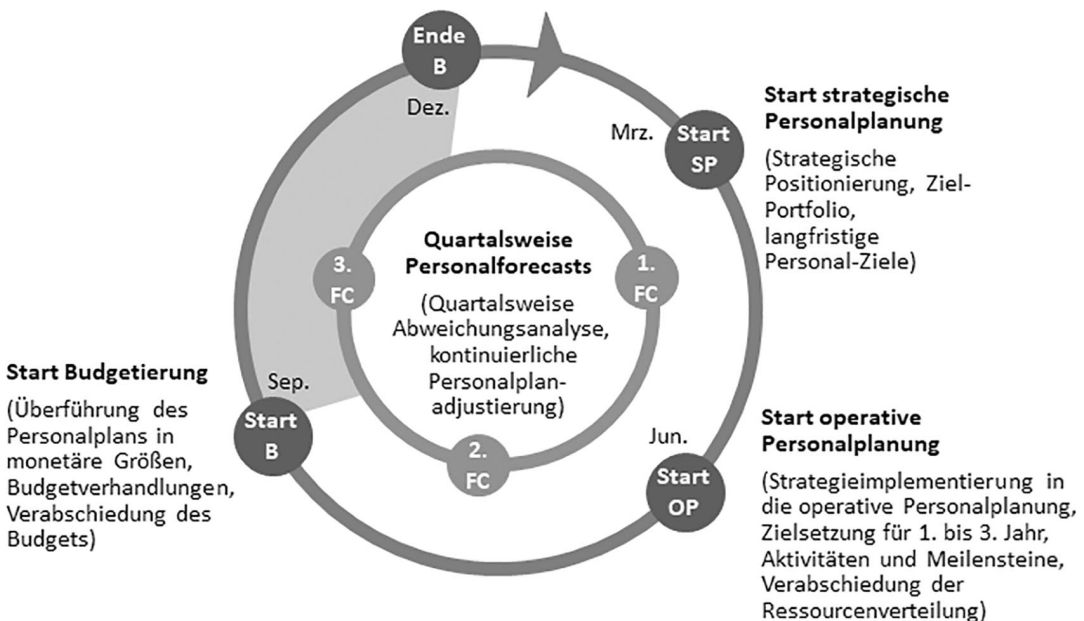 Ende
B
Dez.
Mrz.
Start
SP
Start strategische
Personalplanung
(Strategische
Positionierung, Ziel-
Portfolio,
langfristige
Personal-Ziele)
Quartalsweise
Personalforecasts
(Quartalsweise
Abweichungsanalyse,
kontinuierliche
Personalplan-
adjustierung)
1.
FC
2.
FC
3.
FC
Jun.
Start
OP
Start operative
Personalplanung
(Strategieimplementierung in
die operative Personalplanung,
Zielsetzung für 1. bis 3. Jahr,
Aktivitäten und Meilensteine,
Verabschiedung der
Ressourcenverteilung)
Sep.
Start
B
Start Budgetierung
(Überführung des
Personalplans in
monetäre Größen,
Budgetverhandlungen,
Verabschiedung des
Budgets)